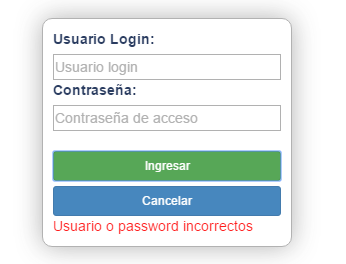 Usuario Login:
Usuario login
Contraseña:
Contraseña de acceso
Ingresar
Cancelar
Usuario o password incorrectos